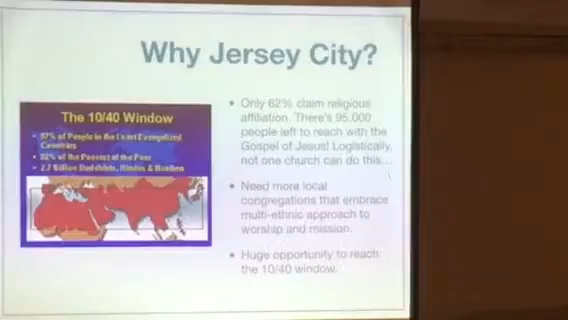 Why Jersey City?
The 10/40 Window
• 97% of People in the Least Evangelized
Countries
• 82% of the Poorest of the Poor
• 2.7 Billion Buddhists, Hindus & Muslims
• Only 62% claim religious
affiliation. There's 95,000
people left to reach with the
Gospel of Jesus! Logistically,
not one church can do this...
• Need more local
congregations that embrace
multi-ethnic approach to
worship and mission.
• Huge opportunity to reach
the 10/40 window.